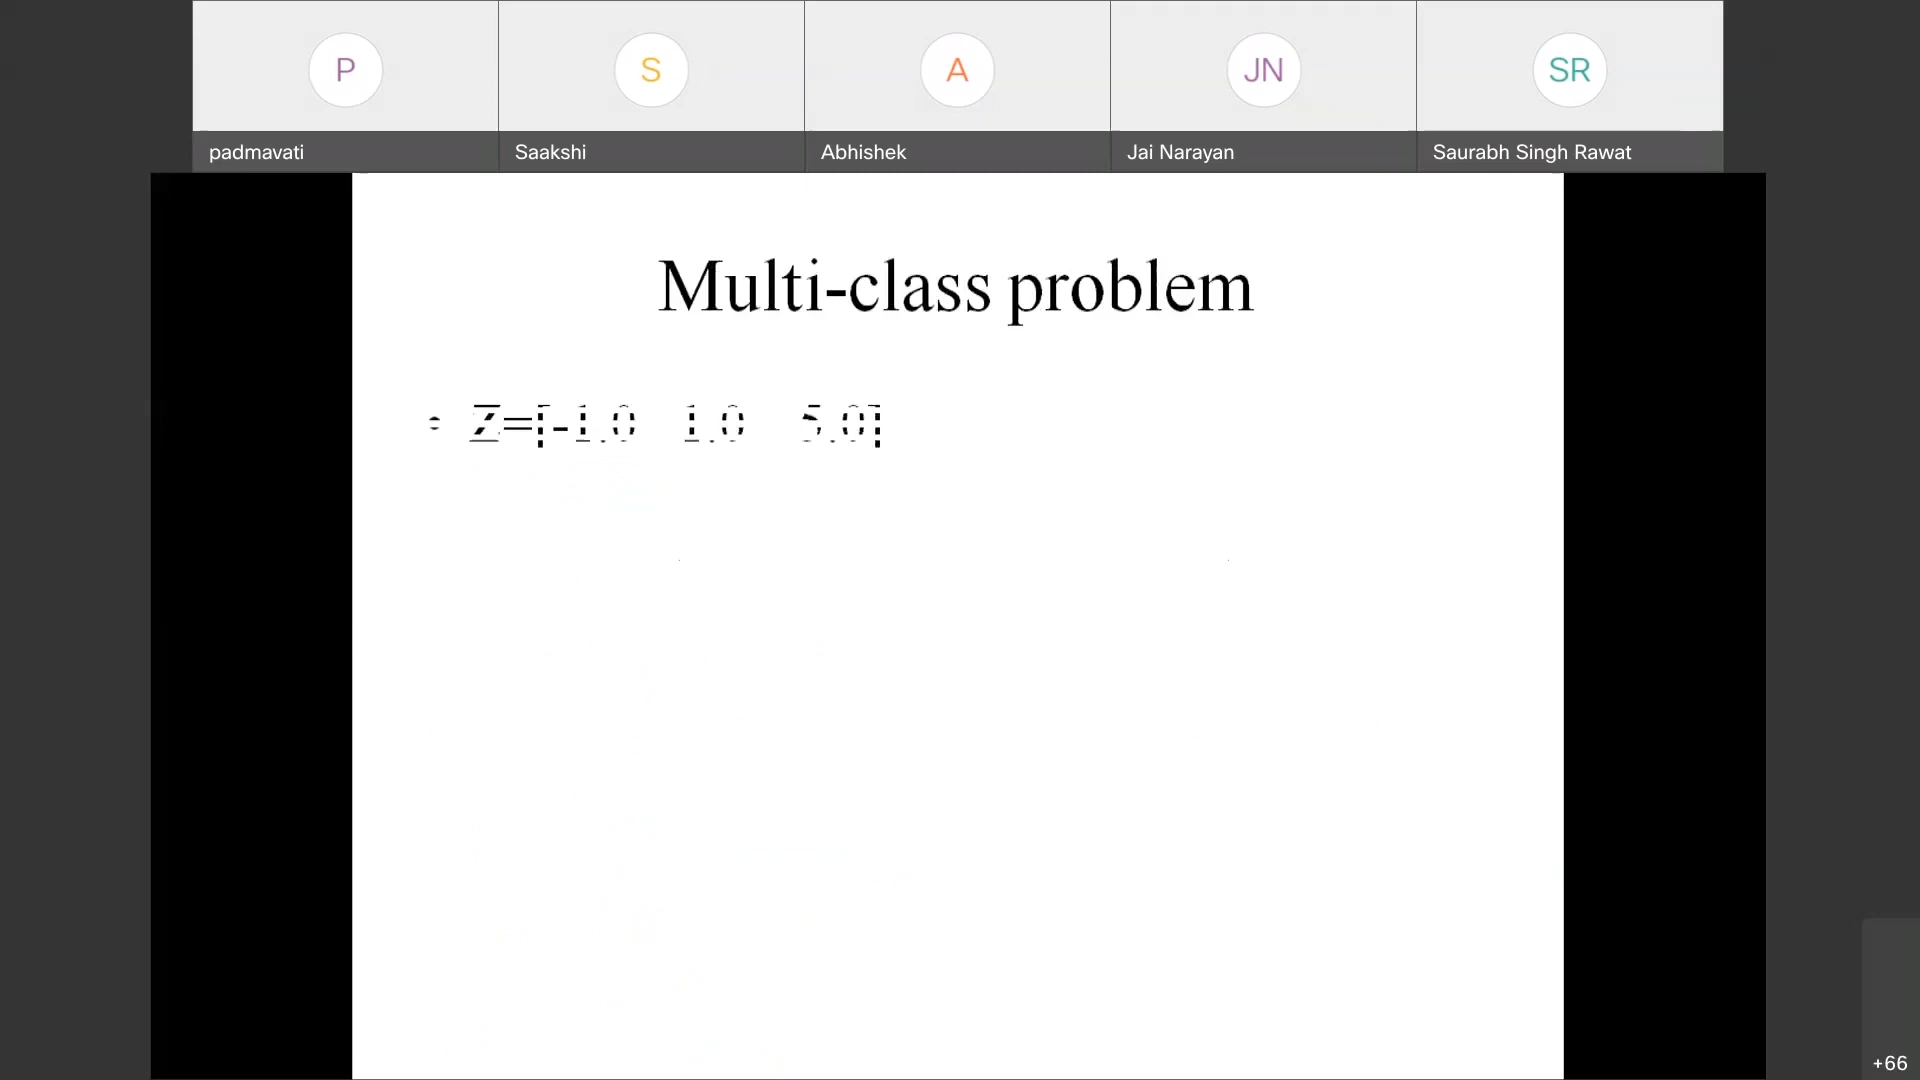 P S A JN SR
padmavati Saakshi Abhishek Jai Narayan Saurabh Singh Rawat
Multi-class problem
• Z=[-1.0 1.0 5.0]
+66